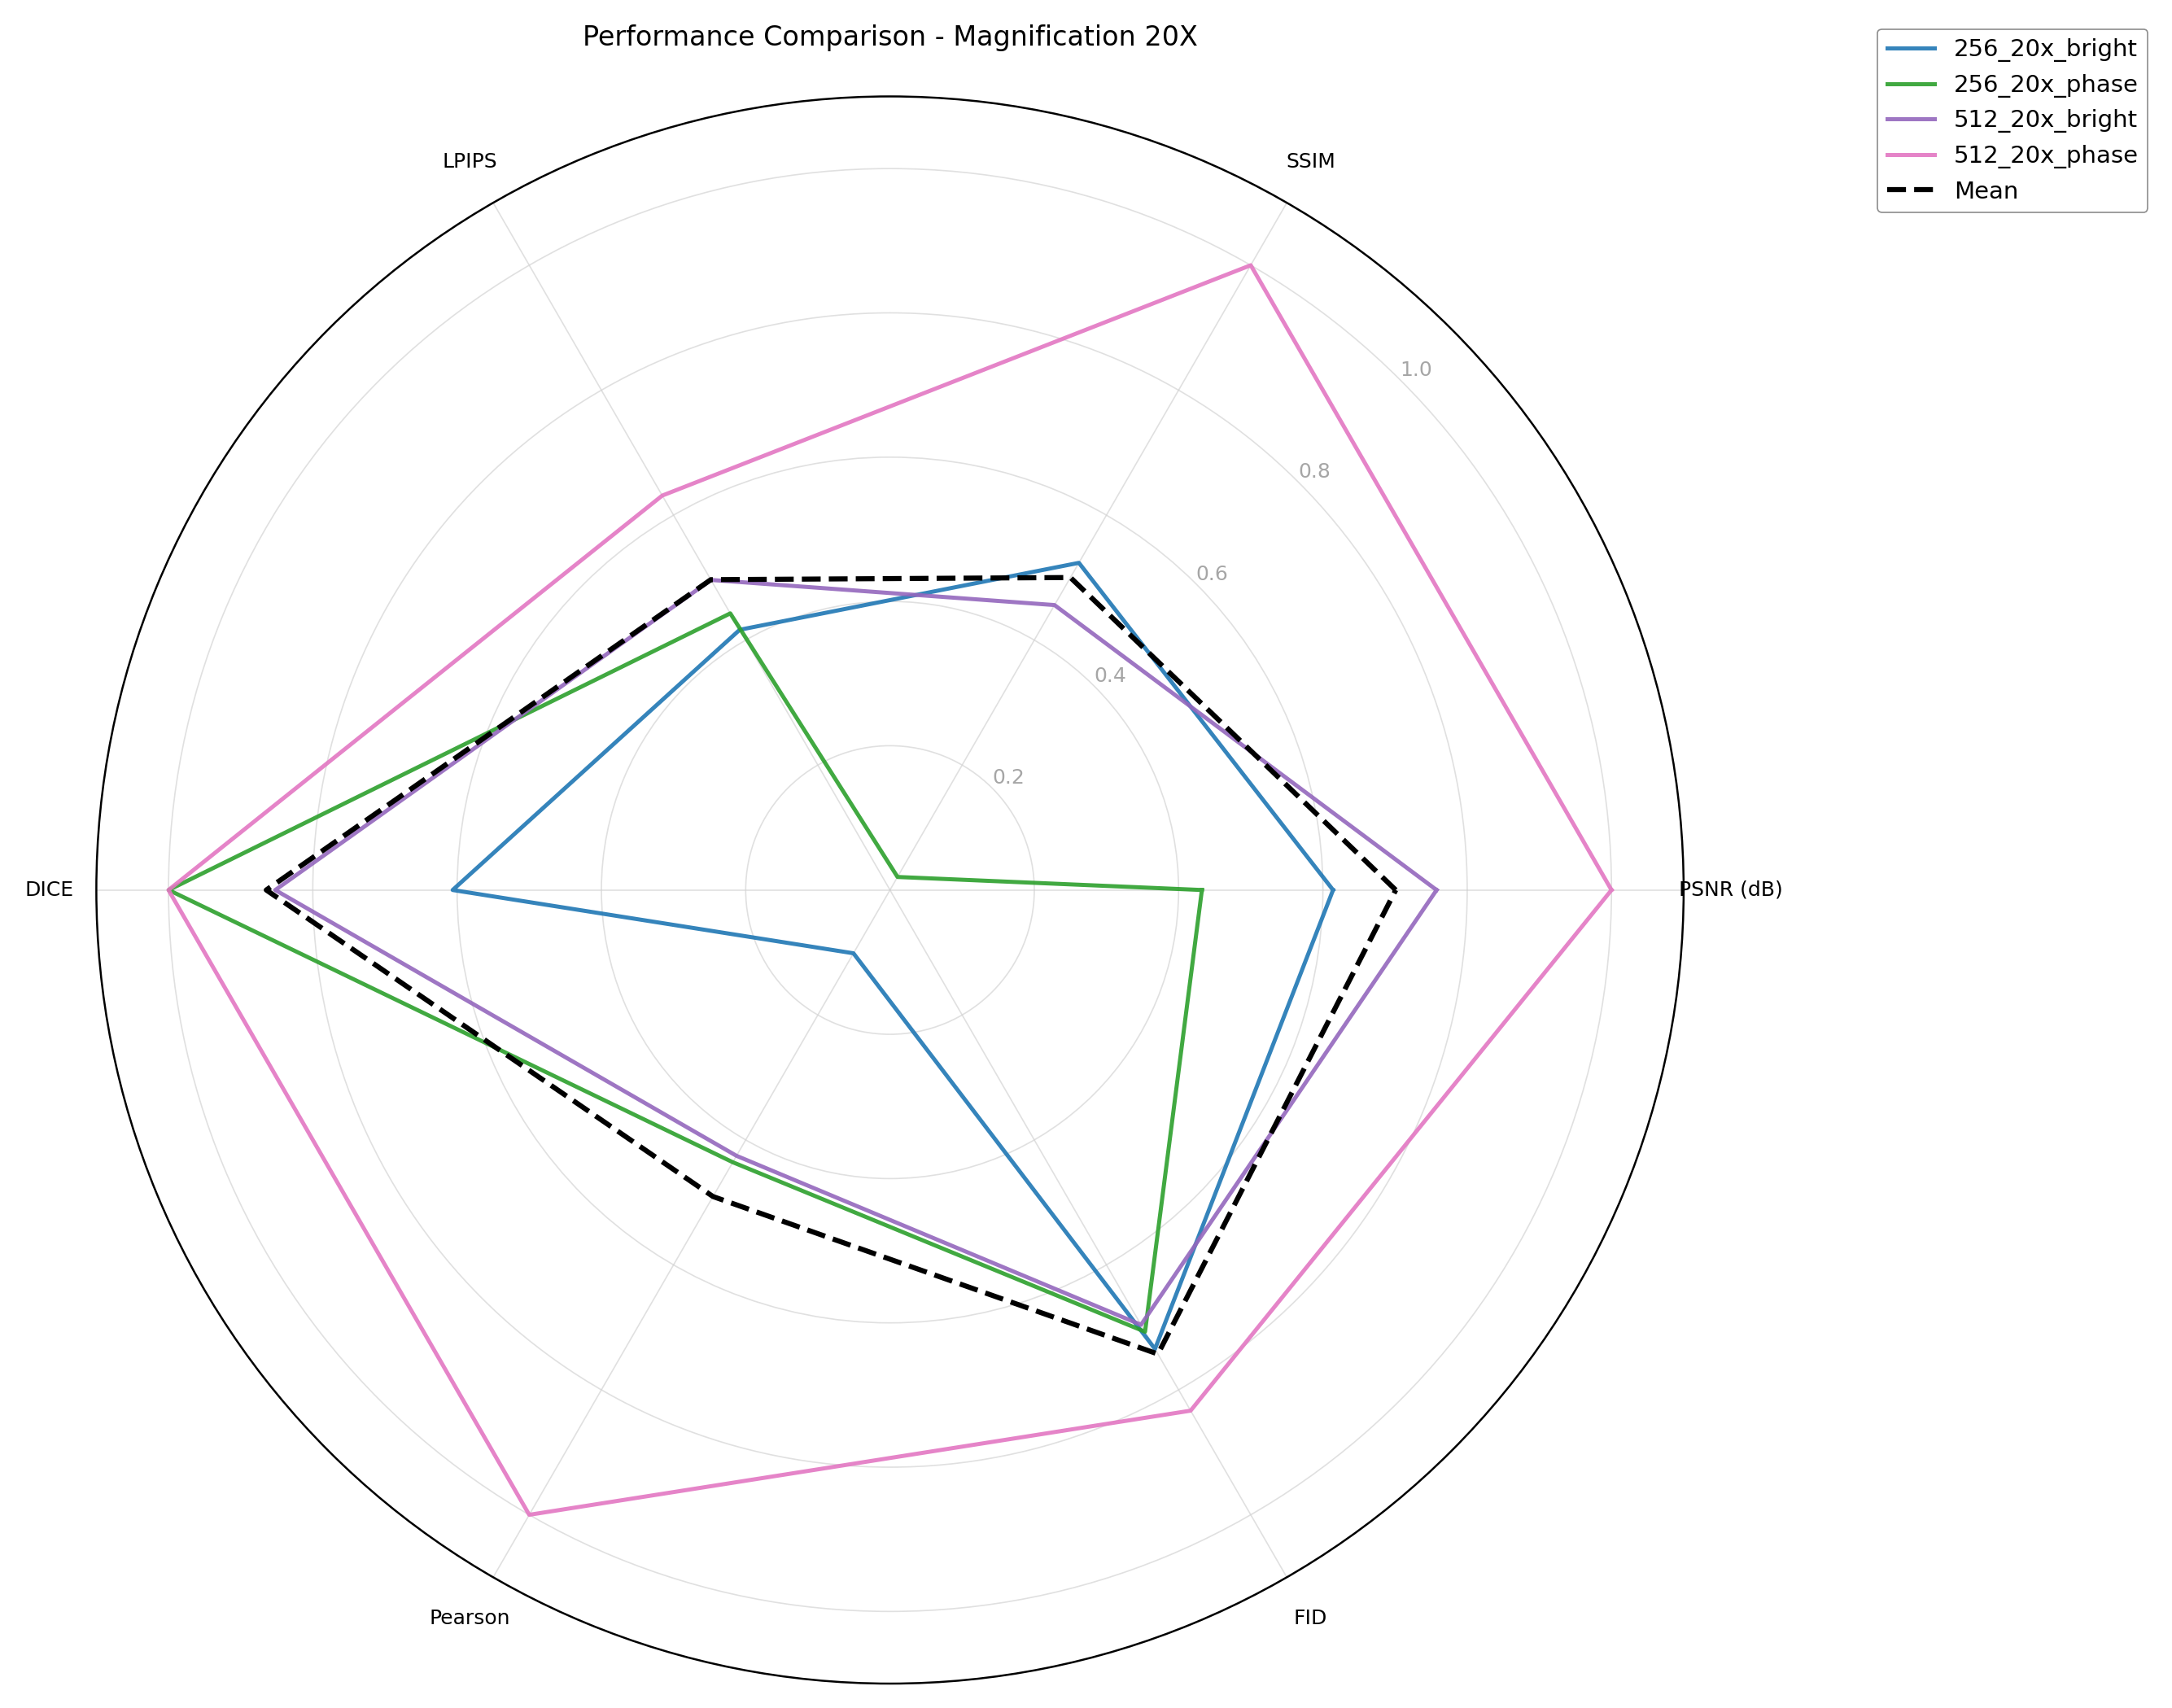 Performance Comparison - Magnification 20X
256_20x_bright
256_20x_phase
512_20x_bright
512_20x_phase
Mean
LPIPS
SSIM
1.0
0.8
0.6
0.4
0.2
DICE
PSNR (dB)
Pearson
FID